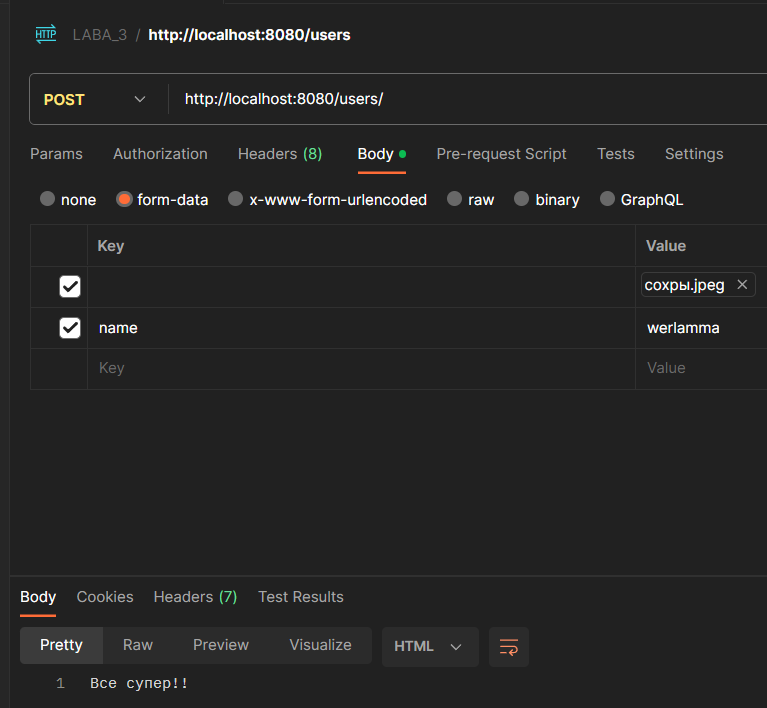 HTTP LABA_3 / http://localhost:8080/users
POST http://localhost:8080/users/
Params Authorization Headers (8) Body Pre-request Script Tests Settings
none form-data x-www-form-urlencoded raw binary GraphQL
Key Value
сохры.jpeg
name werlamma
Key Value
Body Cookies Headers (7) Test Results
Pretty Raw Preview Visualize HTML
1 Все супер!!